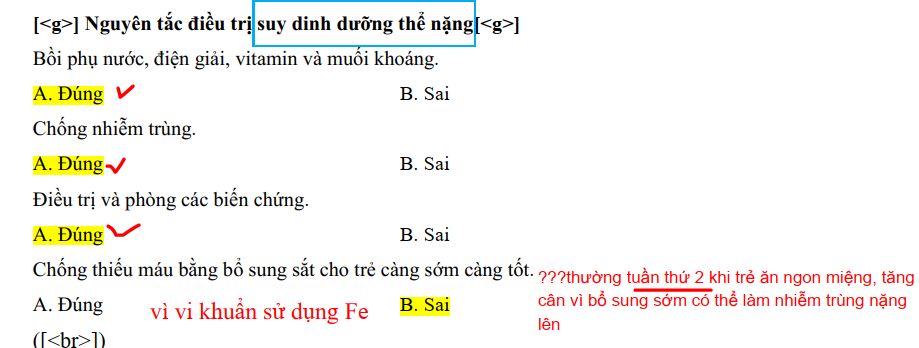 [<g>] Nguyên tắc điều trị suy dinh dưỡng thể nặng[<g>]
Bồi phụ nước, điện giải, vitamin và muối khoáng.
A. Đúng B. Sai
Chống nhiễm trùng.
A. Đúng B. Sai
Điều trị và phòng các biến chứng.
A. Đúng B. Sai
Chống thiếu máu bằng bổ sung sắt cho trẻ càng sớm càng tốt.
???thường tuần thứ 2 khi trẻ ăn ngon miệng, tăng
cân vì bổ sung sớm có thể làm nhiễm trùng nặng
lên
A. Đúng vì vi khuẩn sử dụng Fe B. Sai
([<br>])